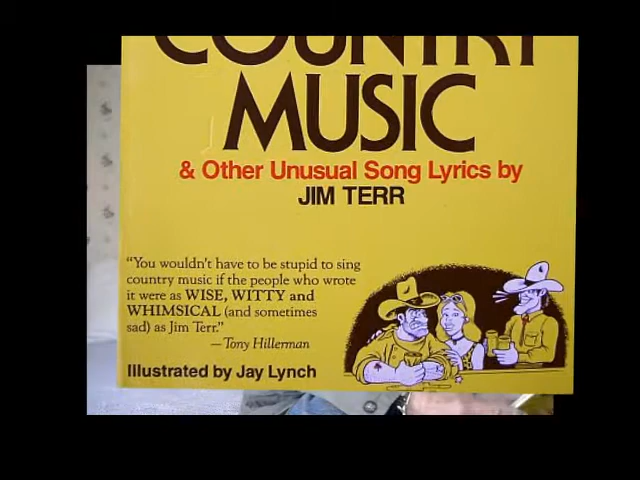 COUNTRY
MUSIC
& Other Unusual Song Lyrics by
JIM TERR
“You wouldn't have to be stupid to sing
country music if the people who wrote
it were as WISE, WITTY and
WHIMSICAL (and sometimes
sad) as Jim Terr.”
—Tony Hillerman
Illustrated by Jay Lynch